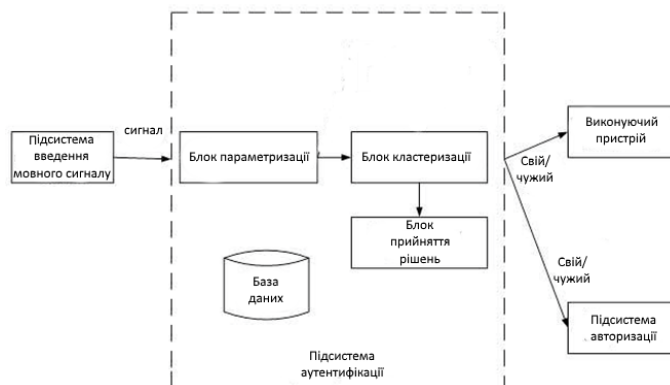 Підсистема
введення
мовного сигналу
сигнал
Блок параметризації
Блок кластеризації
Блок
прийняття
рішень
База
даних
Підсистема
аутентифікації
Свій/
чужий
Виконуючий
пристрій
Свій/
чужий
Підсистема
авторизації